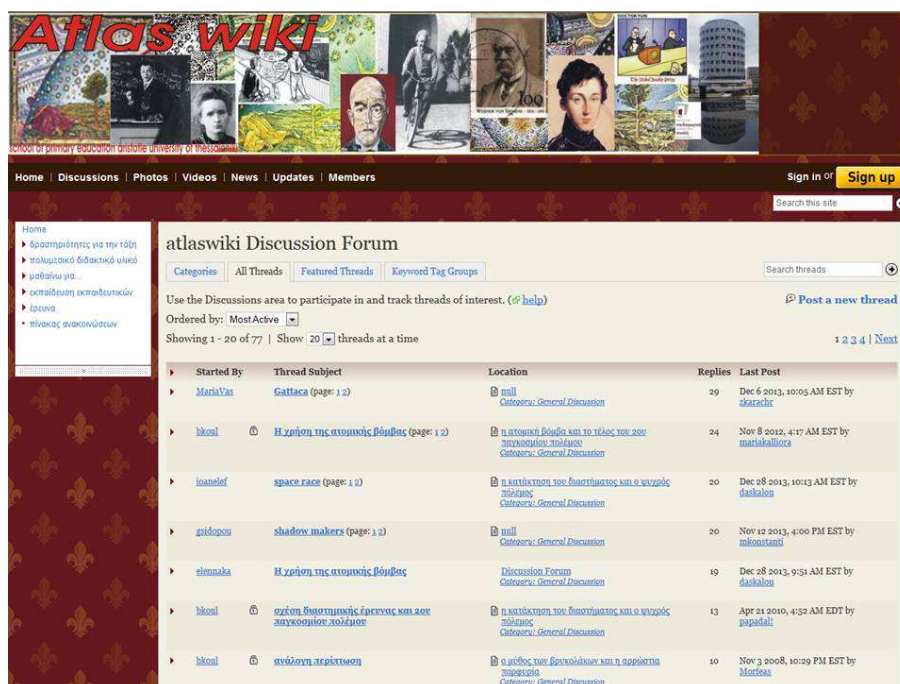 Atlas wiki
DOCTOR FUN
100
school of primary education aristotle university of thessaloniki
Home | Discussions | Photos | Videos | News | Updates | Members
Sign in or Sign up
Search this site
Home
δραστηριότητες για την τάξη
πολυμεσικό διδακτικό υλικό
μαθαίνω για...
εκπαίδευση εκπαιδευτικών
έρευνα
πίνακας ανακοινώσεων
atlaswiki Discussion Forum
Categories All Threads Featured Threads Keyword Tag Groups
Search threads
Use the Discussions area to participate in and track threads of interest. (help)
Post a new thread
Ordered by: Most Active
Showing 1 - 20 of 77 | Show 20 threads at a time
1 2 3 4 | Next
Started By Thread Subject Location Replies Last Post
MariaVas Gattaca (page: 1 2) null 29 Dec 6 2013, 10:05 AM EST by
Category: General Discussion zkarachr
bkoul Η χρήση της ατομικής βόμβας (page: 1 2) η ατομική βόμβα και το τέλος του 2ου 24 Nov 8 2012, 4:17 AM EST by
παγκοσμίου πολέμου mariakalliora
Category: General Discussion
ioanelef space race (page: 1 2) η κατάκτηση του διαστήματος και ο ψυχρός 20 Dec 28 2013, 10:13 AM EST by
πόλεμος daskalou
Category: General Discussion
gsidopou shadow makers (page: 1 2) null 20 Nov 12 2013, 4:00 PM EST by
Category: General Discussion mkonstanti
elennaka Η χρήση της ατομικής βόμβας Discussion Forum 19 Dec 28 2013, 9:51 AM EST by
Category: General Discussion daskalou
bkoul σχέση διαστημικής έρευνας και 2ου η κατάκτηση του διαστήματος και ο ψυχρός 13 Apr 21 2010, 4:52 AM EDT by
παγκοσμίου πολέμου πόλεμος papadal!
Category: General Discussion
bkoul ανάλογη περίπτωση ο μύθος των βρυκολάκων και η αρρώστια 10 Nov 3 2008, 10:29 PM EST by
πορφυρία Morfeas
Category: General Discussion